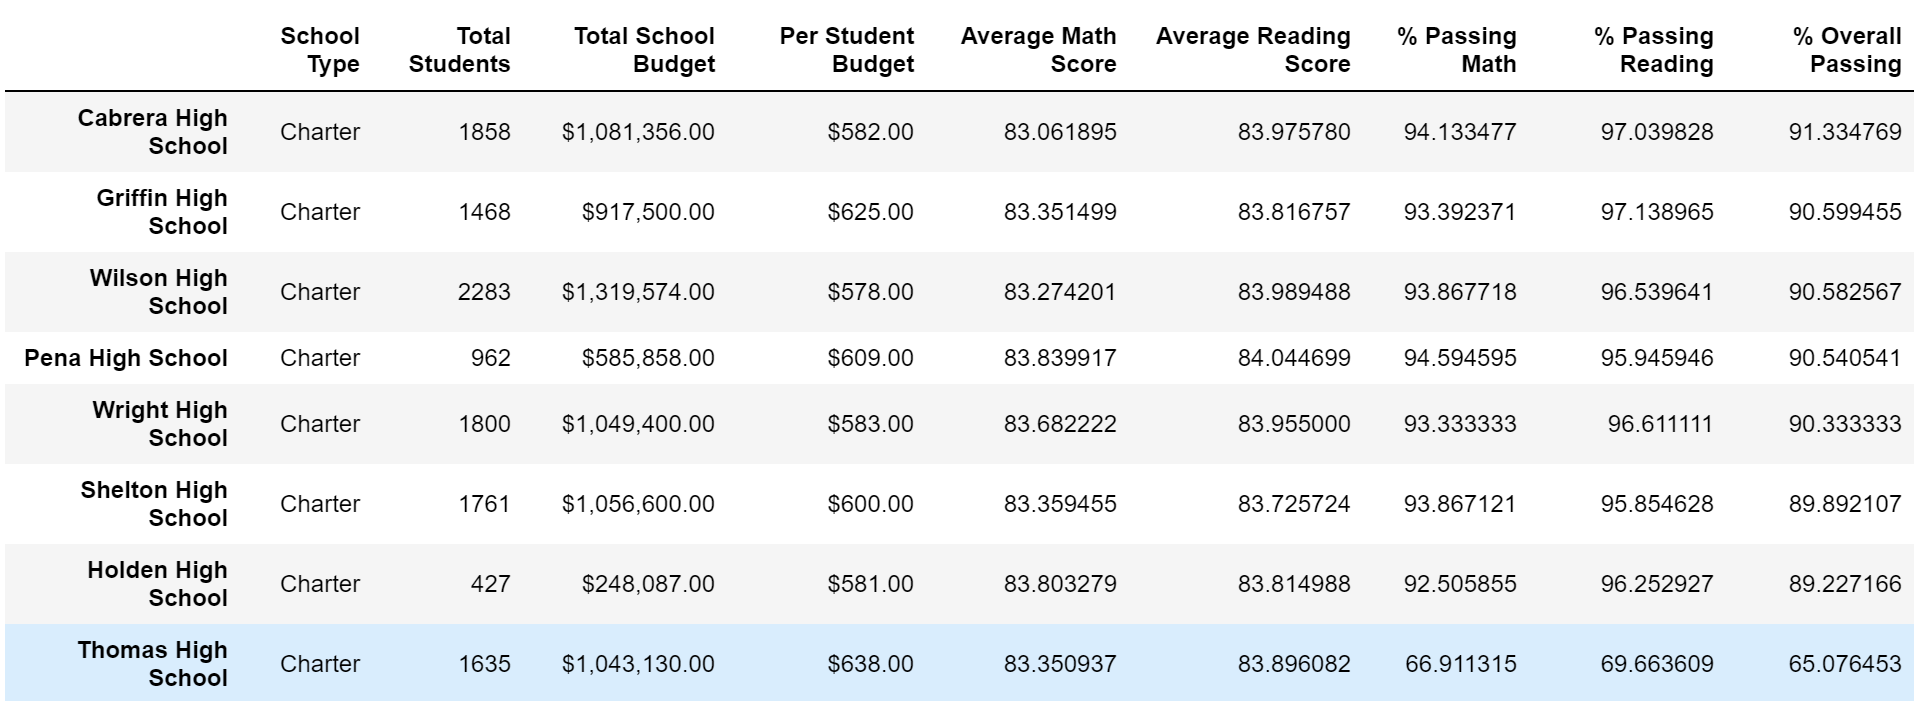 School Type Total Students Total School Budget Per Student Budget Average Math Score Average Reading Score % Passing Math % Passing Reading % Overall Passing
Cabrera High School Charter 1858 $1,081,356.00 $582.00 83.061895 83.975780 94.133477 97.039828 91.334769
Griffin High School Charter 1468 $917,500.00 $625.00 83.351499 83.816757 93.392371 97.138965 90.599455
Wilson High School Charter 2283 $1,319,574.00 $578.00 83.274201 83.989488 93.867718 96.539641 90.582567
Pena High School Charter 962 $585,858.00 $609.00 83.839917 84.044699 94.594595 95.945946 90.540541
Wright High School Charter 1800 $1,049,400.00 $583.00 83.682222 83.955000 93.333333 96.611111 90.333333
Shelton High School Charter 1761 $1,056,600.00 $600.00 83.359455 83.725724 93.867121 95.854628 89.892107
Holden High School Charter 427 $248,087.00 $581.00 83.803279 83.814988 92.505855 96.252927 89.227166
Thomas High School Charter 1635 $1,043,130.00 $638.00 83.350937 83.896082 66.911315 69.663609 65.076453